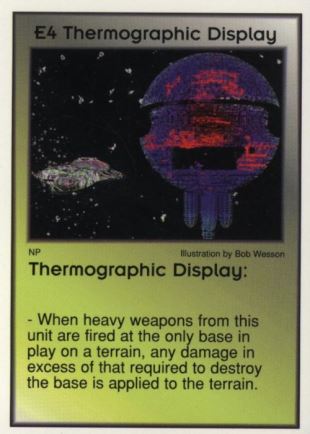 E4 Thermographic Display
NP
Illustration by Bob Wesson
Thermographic Display:
- When heavy weapons from this
unit are fired at the only base in
play on a terrain, any damage in
excess of that required to destroy
the base is applied to the terrain.